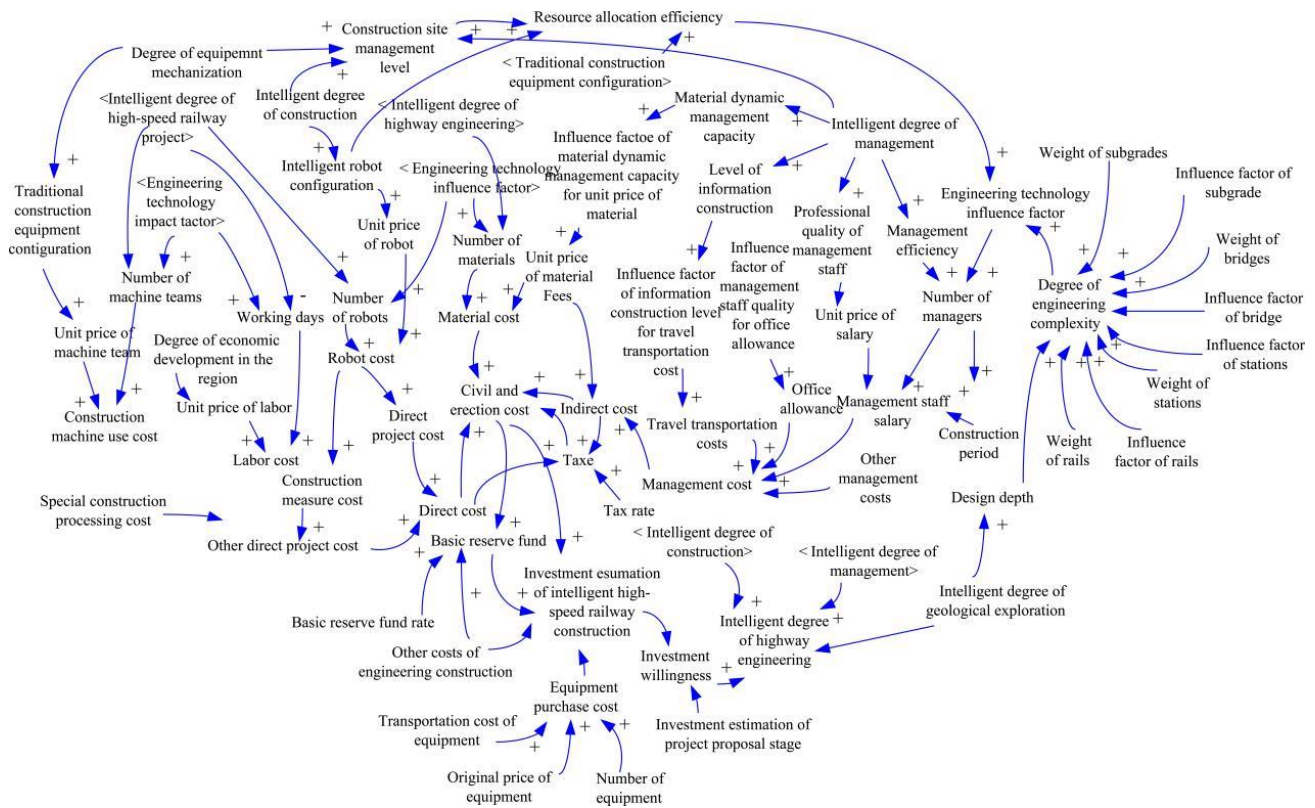 Resource allocation efficiency
Construction site
management
level
Degree of equipemnt
mechanization
< Traditional construction
equipment configuration>
<Intelligent degree of
high-speed railway
project>
Intelligent degree
of construction
< Intelligent degree of
highway engineering>
Material dynamic
management
capacity
Intelligent degree of
management
Influence factoe of
material dynamic
management capacity
for unit price of
material
Weight of subgrades
Influence factor of
subgrade
Intelligent robot
configuration
< Engineering technology
influence factor>
Level of
information
construction
Engineering technology
influence factor
Traditional
construction
equipment
contiguration
<Engineering
technology
impact tactor>
Unit price
of robot
Number of
materials
Unit price
of material
Fees
Professional
quality of
management
staff
Management
efficiency
Weight of
bridges
Number of
machine teams
Working days
Number
of robots
Material cost
Influence factor
of information
construction level
for travel
transportation
cost
Influence
factor of
management
staff quality
for office
allowance
Unit price of
salary
Number of
managers
Degree of
engineering
complexity
Influence factor
of bridge
Influence factor
of stations
Unit price of
machine team
Degree of economic
development in the
region
Robot cost
Weight of
stations
Construction
machine use cost
Unit price of labor
Direct
project cost
Civil and
erection cost
Indirect cost
Office
allowance
Management staff
salary
Travel transportation
costs
Construction
period
Weight
of rails
Influence
factor of rails
Labor cost
Taxe
Construction
measure cost
Management cost
Other
management
costs
Design depth
Special construction
processing cost
Direct cost
Tax rate
Other direct project cost
Basic reserve fund
< Intelligent degree of
construction>
< Intelligent degree of
management>
Investment esumation
of intelligent high-
speed railway
construction
Intelligent degree of
geological exploration
Basic reserve fund rate
Intelligent degree
of highway
engineering
Other costs of
engineering construction
Investment
willingness
Equipment
purchase cost
Transportation cost of
equipment
Investment estimation of
project proposal stage
Original price of
equipment
Number of
equipment